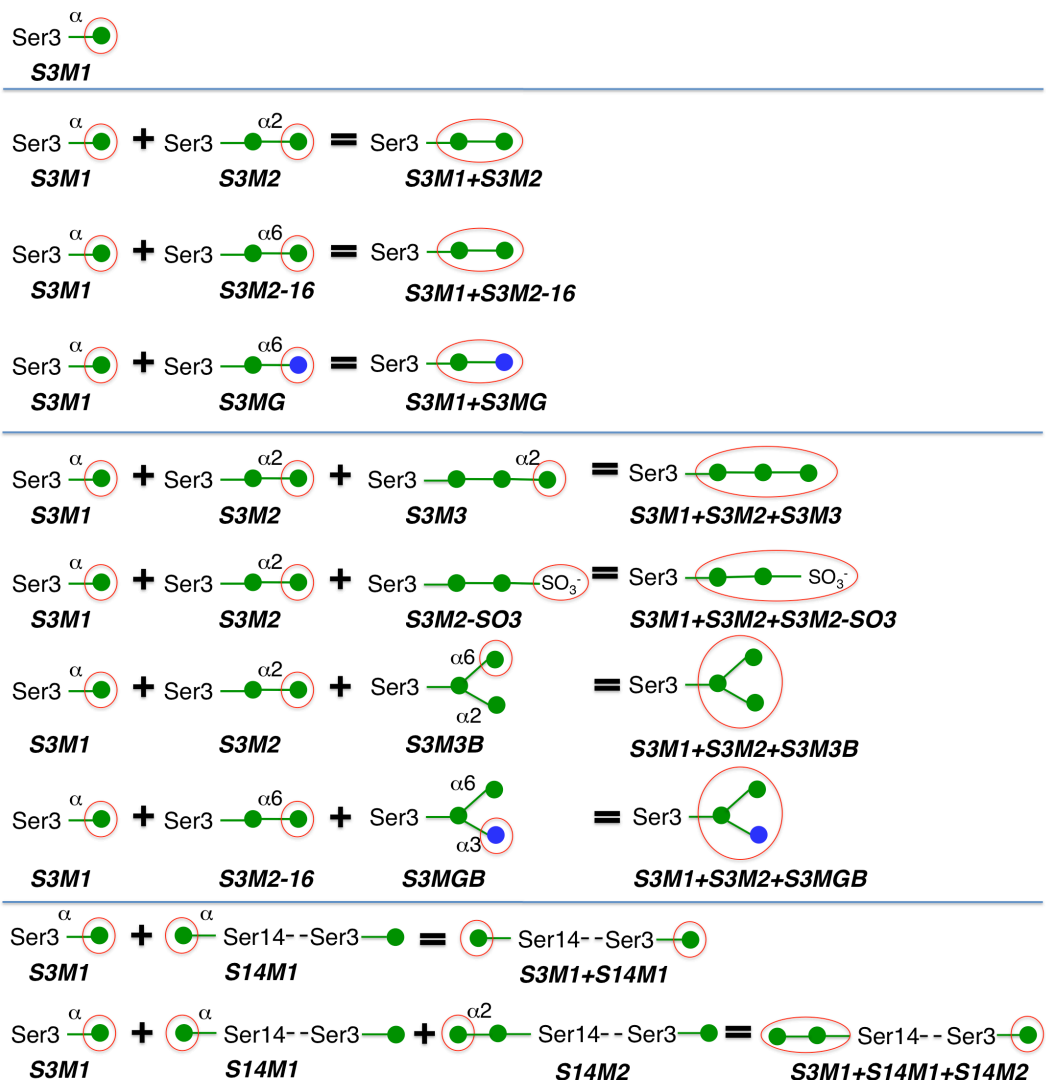 α
Ser3
S3M1
α α2
Ser3 + Ser3 = Ser3
S3M1 S3M2 S3M1+S3M2
α α6
Ser3 + Ser3 = Ser3
S3M1 S3M2-16 S3M1+S3M2-16
α α6
Ser3 + Ser3 = Ser3
S3M1 S3MG S3M1+S3MG
α α2 α2
Ser3 + Ser3 + Ser3 = Ser3
S3M1 S3M2 S3M3 S3M1+S3M2+S3M3
α α2
Ser3 + Ser3 + Ser3 SO3- = Ser3 SO3-
S3M1 S3M2 S3M2-SO3 S3M1+S3M2+S3M2-SO3
α α2 α6
Ser3 + Ser3 + Ser3 = Ser3
α2
S3M1 S3M2 S3M3B S3M1+S3M2+S3M3B
α α6 α6
Ser3 + Ser3 + Ser3 = Ser3
α3
S3M1 S3M2-16 S3MGB S3M1+S3M2+S3MGB
α α
Ser3 + Ser14--Ser3 = Ser14--Ser3
S3M1 S14M1 S3M1+S14M1
α α α2
Ser3 + Ser14--Ser3 + Ser14--Ser3 = Ser14--Ser3
S3M1 S14M1 S14M2 S3M1+S14M1+S14M2